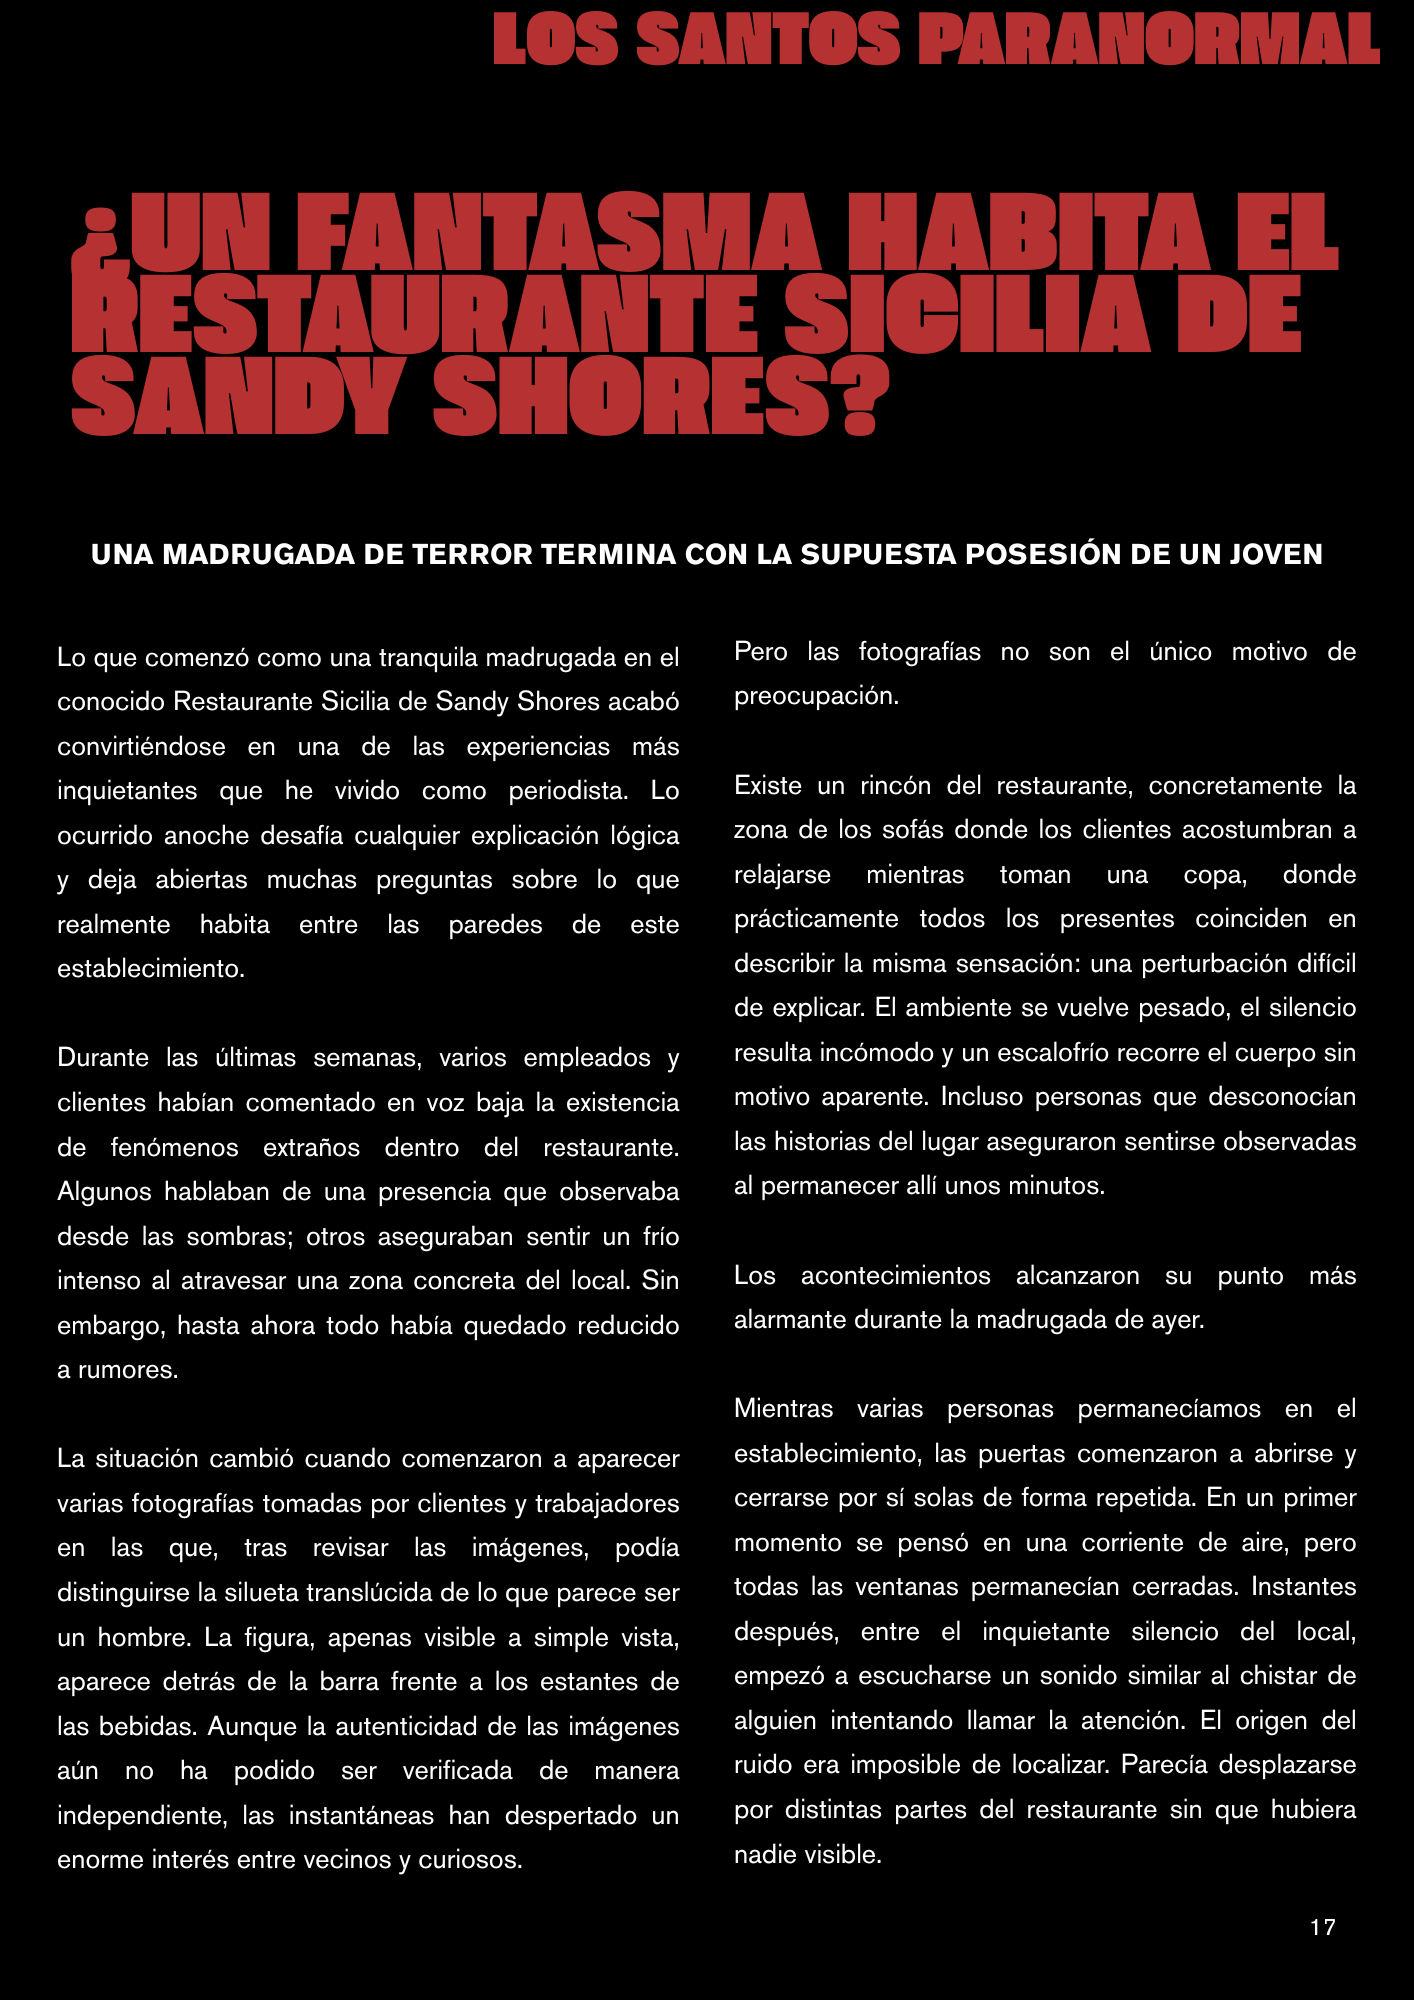 LOS SANTOS PARANORMAL
¿UN FANTASMA HABITA EL
RESTAURANTE SICILIA DE
SANDY SHORES?
UNA MADRUGADA DE TERROR TERMINA CON LA SUPUESTA POSESIÓN DE UN JOVEN
Lo que comenzó como una tranquila madrugada en el
conocido Restaurante Sicilia de Sandy Shores acabó
convirtiéndose en una de las experiencias más
inquietantes que he vivido como periodista. Lo
ocurrido anoche desafía cualquier explicación lógica
y deja abiertas muchas preguntas sobre lo que
realmente habita entre las paredes de este
establecimiento.
Durante las últimas semanas, varios empleados y
clientes habían comentado en voz baja la existencia
de fenómenos extraños dentro del restaurante.
Algunos hablaban de una presencia que observaba
desde las sombras; otros aseguraban sentir un frío
intenso al atravesar una zona concreta del local. Sin
embargo, hasta ahora todo había quedado reducido
a rumores.
La situación cambió cuando comenzaron a aparecer
varias fotografías tomadas por clientes y trabajadores
en las que, tras revisar las imágenes, podía
distinguirse la silueta translúcida de lo que parece ser
un hombre. La figura, apenas visible a simple vista,
aparece detrás de la barra frente a los estantes de
las bebidas. Aunque la autenticidad de las imágenes
aún no ha podido ser verificada de manera
independiente, las instantáneas han despertado un
enorme interés entre vecinos y curiosos.
Pero las fotografías no son el único motivo de
preocupación.
Existe un rincón del restaurante, concretamente la
zona de los sofás donde los clientes acostumbran a
relajarse mientras toman una copa, donde
prácticamente todos los presentes coinciden en
describir la misma sensación: una perturbación difícil
de explicar. El ambiente se vuelve pesado, el silencio
resulta incómodo y un escalofrío recorre el cuerpo sin
motivo aparente. Incluso personas que desconocían
las historias del lugar aseguraron sentirse observadas
al permanecer allí unos minutos.
Los acontecimientos alcanzaron su punto más
alarmante durante la madrugada de ayer.
Mientras varias personas permanecíamos en el
establecimiento, las puertas comenzaron a abrirse y
cerrarse por sí solas de forma repetida. En un primer
momento se pensó en una corriente de aire, pero
todas las ventanas permanecían cerradas. Instantes
después, entre el inquietante silencio del local,
empezó a escucharse un sonido similar al chistar de
alguien intentando llamar la atención. El origen del
ruido era imposible de localizar. Parecía desplazarse
por distintas partes del restaurante sin que hubiera
nadie visible.
17